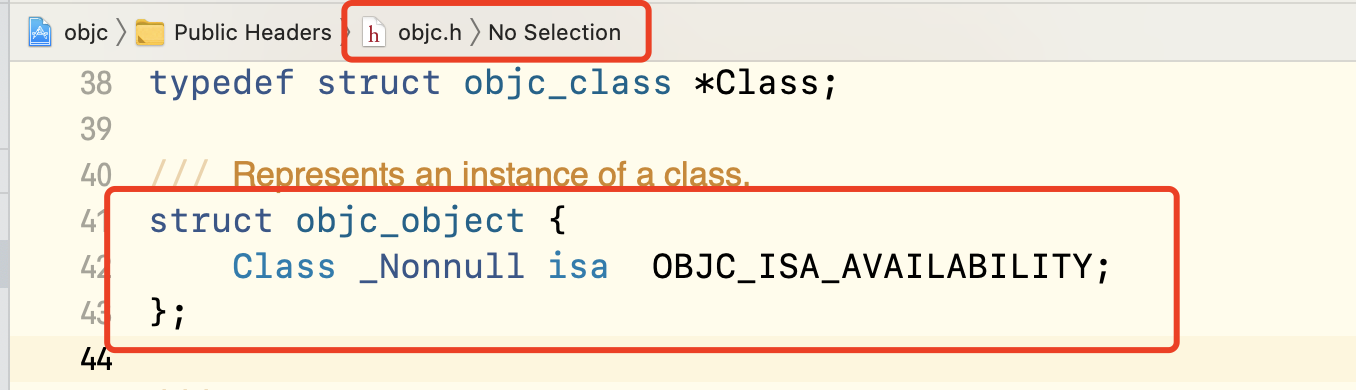 objc Public Headers objc.h No Selection
38 typedef struct objc_class *Class;
39
40 /// Represents an instance of a class.
41 struct objc_object {
42 Class _Nonnull isa OBJC_ISA_AVAILABILITY;
43 };
44